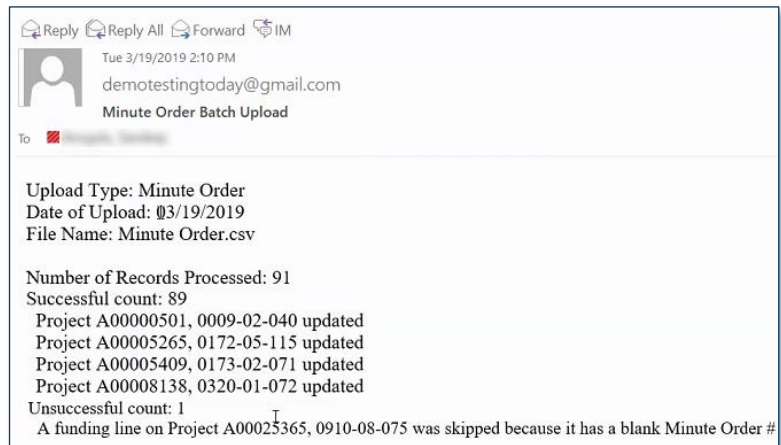 Reply Reply All Forward IM
Tue 3/19/2019 2:10 PM
demotestingtoday@gmail.com
Minute Order Batch Upload
To
Upload Type: Minute Order
Date of Upload: 03/19/2019
File Name: Minute Order.csv
Number of Records Processed: 91
Successful count: 89
Project A00000501, 0009-02-040 updated
Project A00005265, 0172-05-115 updated
Project A00005409, 0173-02-071 updated
Project A00008138, 0320-01-072 updated
Unsuccessful count: 1
A funding line on Project A00025365, 0910-08-075 was skipped because it has a blank Minute Order #